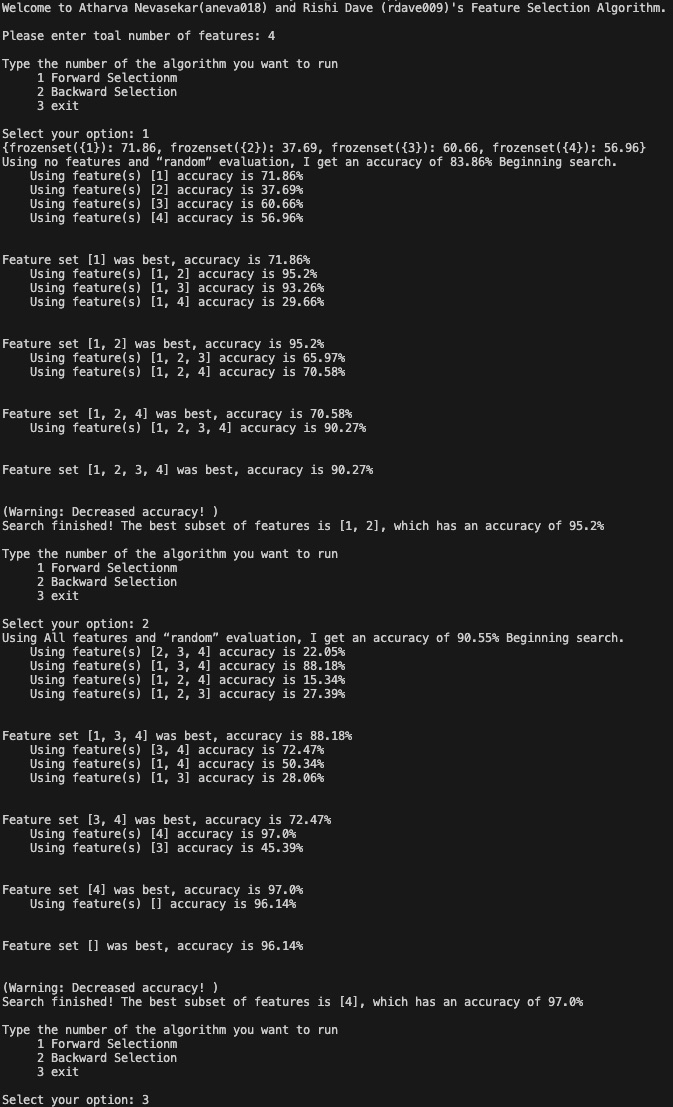 Welcome to Atharva Nevasekar(aneva018) and Rishi Dave (rdave009)'s Feature Selection Algorithm.
Please enter toal number of features: 4
Type the number of the algorithm you want to run
1 Forward Selectionm
2 Backward Selection
3 exit
Select your option: 1
{frozenset({1}): 71.86, frozenset({2}): 37.69, frozenset({3}): 60.66, frozenset({4}): 56.96}
Using no features and “random” evaluation, I get an accuracy of 83.86% Beginning search.
Using feature(s) [1] accuracy is 71.86%
Using feature(s) [2] accuracy is 37.69%
Using feature(s) [3] accuracy is 60.66%
Using feature(s) [4] accuracy is 56.96%
Feature set [1] was best, accuracy is 71.86%
Using feature(s) [1, 2] accuracy is 95.2%
Using feature(s) [1, 3] accuracy is 93.26%
Using feature(s) [1, 4] accuracy is 29.66%
Feature set [1, 2] was best, accuracy is 95.2%
Using feature(s) [1, 2, 3] accuracy is 65.97%
Using feature(s) [1, 2, 4] accuracy is 70.58%
Feature set [1, 2, 4] was best, accuracy is 70.58%
Using feature(s) [1, 2, 3, 4] accuracy is 90.27%
Feature set [1, 2, 3, 4] was best, accuracy is 90.27%
(Warning: Decreased accuracy! )
Search finished! The best subset of features is [1, 2], which has an accuracy of 95.2%
Type the number of the algorithm you want to run
1 Forward Selectionm
2 Backward Selection
3 exit
Select your option: 2
Using All features and “random” evaluation, I get an accuracy of 90.55% Beginning search.
Using feature(s) [2, 3, 4] accuracy is 22.05%
Using feature(s) [1, 3, 4] accuracy is 88.18%
Using feature(s) [1, 2, 4] accuracy is 15.34%
Using feature(s) [1, 2, 3] accuracy is 27.39%
Feature set [1, 3, 4] was best, accuracy is 88.18%
Using feature(s) [3, 4] accuracy is 72.47%
Using feature(s) [1, 4] accuracy is 50.34%
Using feature(s) [1, 3] accuracy is 28.06%
Feature set [3, 4] was best, accuracy is 72.47%
Using feature(s) [4] accuracy is 97.0%
Using feature(s) [3] accuracy is 45.39%
Feature set [4] was best, accuracy is 97.0%
Using feature(s) [] accuracy is 96.14%
Feature set [] was best, accuracy is 96.14%
(Warning: Decreased accuracy! )
Search finished! The best subset of features is [4], which has an accuracy of 97.0%
Type the number of the algorithm you want to run
1 Forward Selectionm
2 Backward Selection
3 exit
Select your option: 3